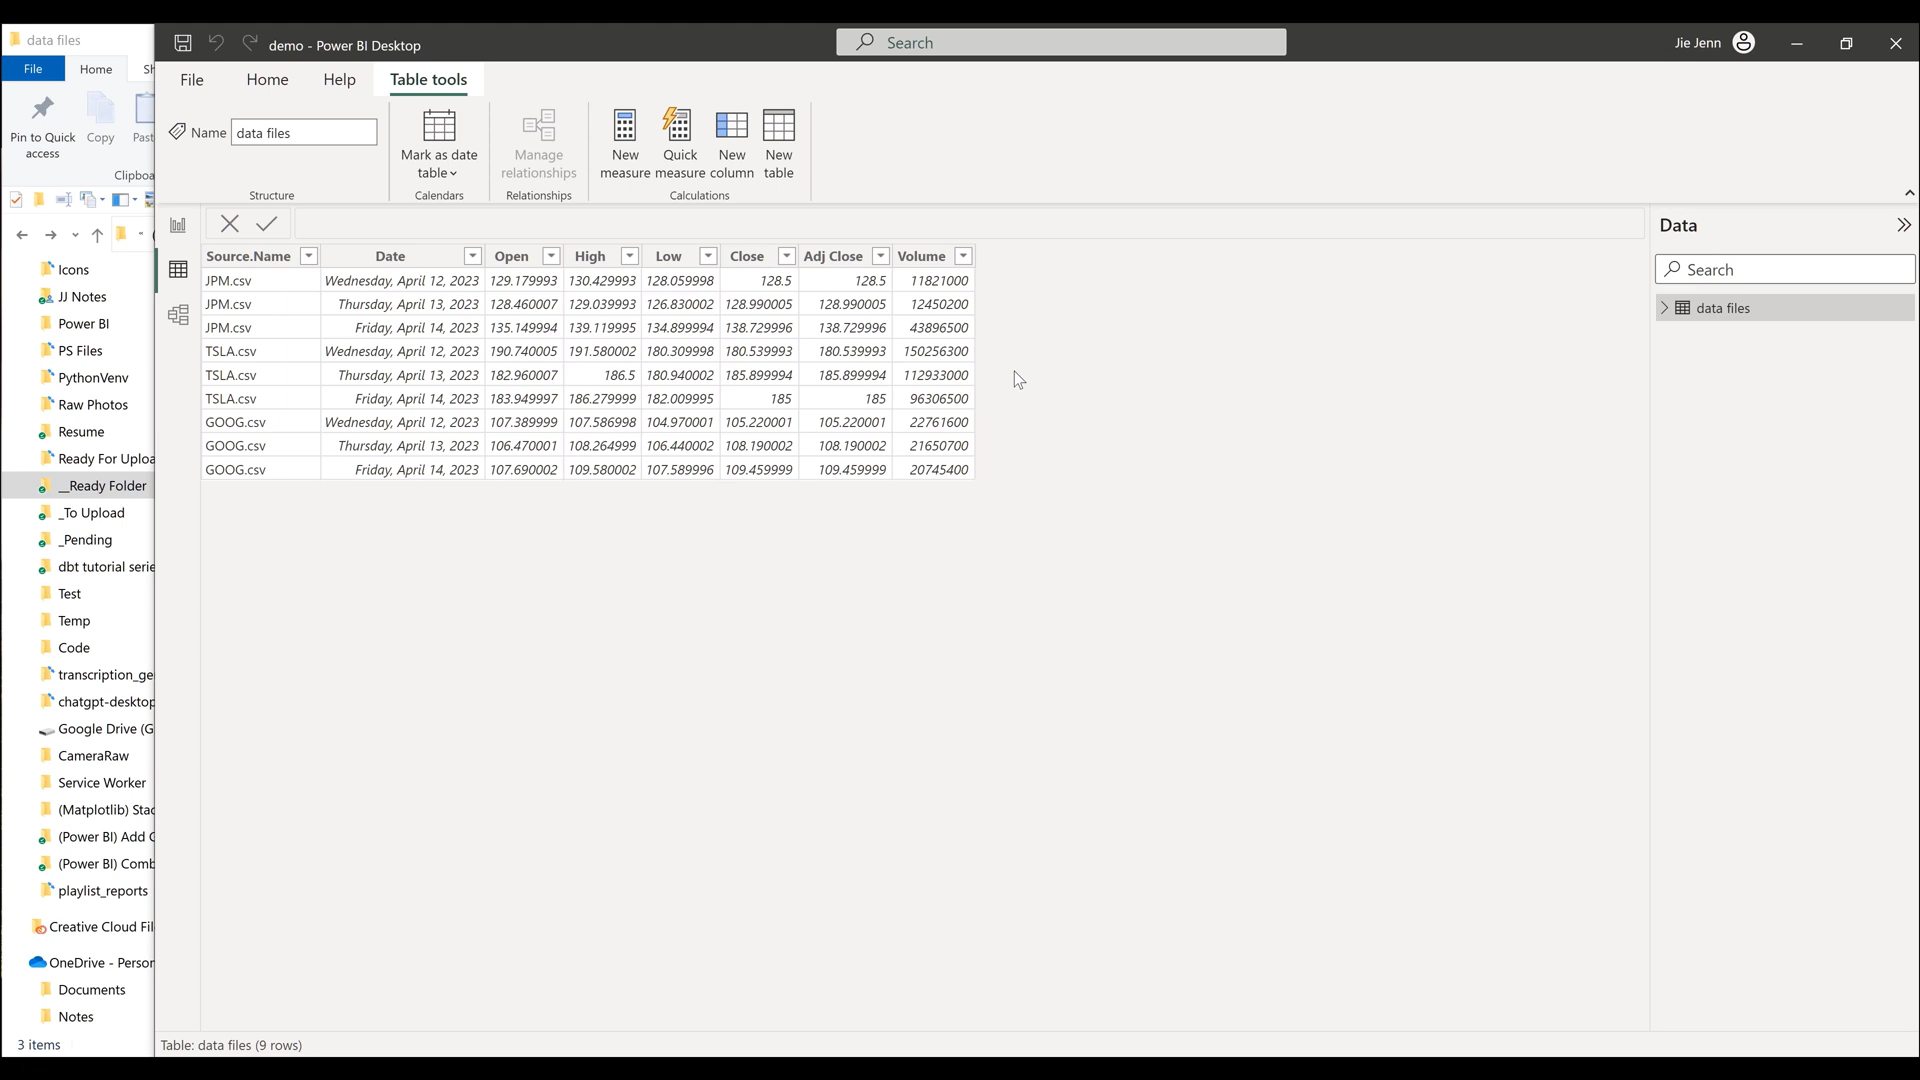 data files
File
Home
Sh
Pin to Quick access
Copy
Past
Clipboa
Icons
JJ Notes
Power BI
PS Files
PythonVenv
Raw Photos
Resume
Ready For Uploa
__Ready Folder
_To Upload
_Pending
dbt tutorial serie
Test
Temp
Code
transcription_ge
chatgpt-desktop
Google Drive (G
CameraRaw
Service Worker
(Matplotlib) Stac
(Power BI) Add C
(Power BI) Comb
playlist_reports
Creative Cloud Fil
OneDrive - Person
Documents
Notes
3 items
demo - Power BI Desktop
Search
Jie Jenn
File Home Help Table tools
Name data files
Structure
Mark as date table
Calendars
Manage relationships
Relationships
New measure
Quick measure
New column
New table
Calculations
Source.Name Date Open High Low Close Adj Close Volume
JPM.csv Wednesday, April 12, 2023 129.179993 130.429993 128.059998 128.5 128.5 11821000
JPM.csv Thursday, April 13, 2023 128.460007 129.039993 126.830002 128.990005 128.990005 12450200
JPM.csv Friday, April 14, 2023 135.149994 139.119995 134.899994 138.729996 138.729996 43896500
TSLA.csv Wednesday, April 12, 2023 190.740005 191.580002 180.309998 180.539993 180.539993 150256300
TSLA.csv Thursday, April 13, 2023 182.960007 186.5 180.940002 185.899994 185.899994 112933000
TSLA.csv Friday, April 14, 2023 183.949997 186.279999 182.009995 185 185 96306500
GOOG.csv Wednesday, April 12, 2023 107.389999 107.586998 104.970001 105.220001 105.220001 22761600
GOOG.csv Thursday, April 13, 2023 106.470001 108.264999 106.440002 108.190002 108.190002 21650700
GOOG.csv Friday, April 14, 2023 107.690002 109.580002 107.589996 109.459999 109.459999 20745400
Data
Search
data files
Table: data files (9 rows)